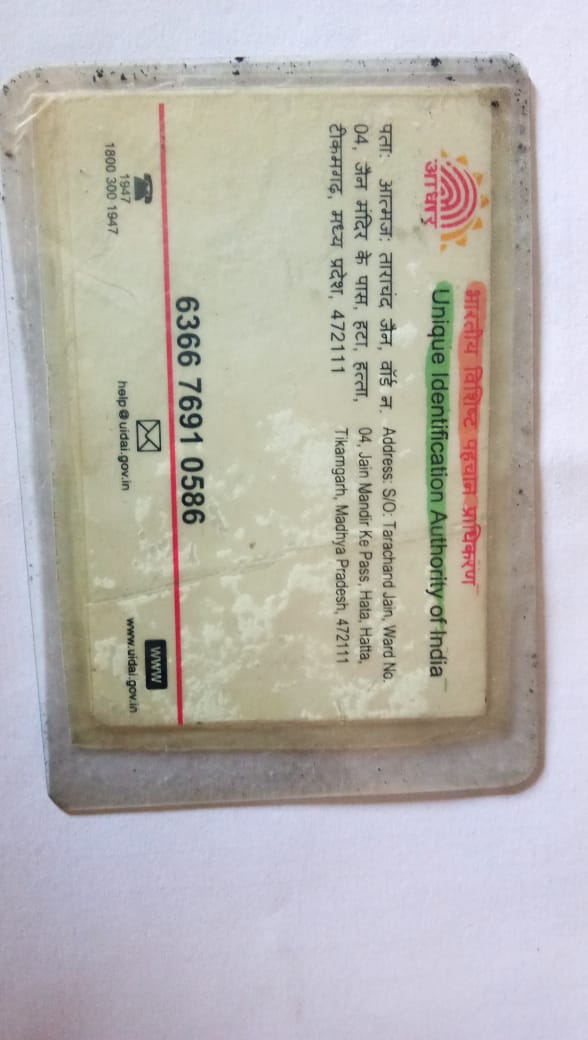 भारतीय विशिष्ट पहचान प्राधिकरण
Unique Identification Authority of India
आधार
पता: आत्मज: ताराचंद जैन, वॉर्ड न.
04, जैन मंदिर के पास, हटा, हत्ता,
टीकमगढ़, मध्य प्रदेश, 472111
Address: S/O: Tarachand Jain, Ward No.
04, Jain Mandir Ke Pass, Hata, Hatta,
Tikamgarh, Madhya Pradesh, 472111
6366 7691 0586
1947
1800 300 1947
help@uidai.gov.in
www
www.uidai.gov.in